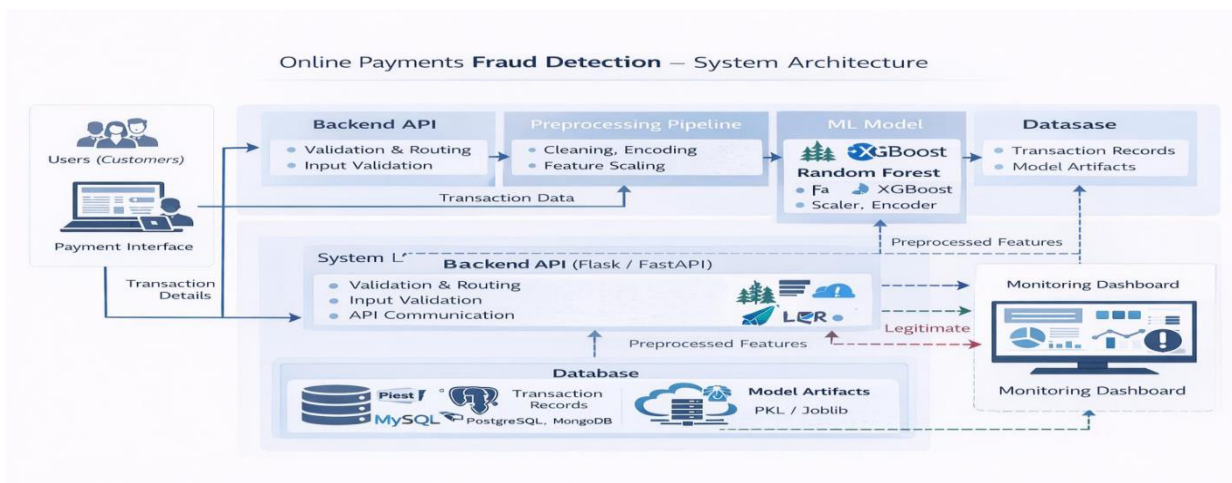 Online Payments Fraud Detection – System Architecture
Users (Customers)
Payment Interface
Transaction
Details
Backend API
Validation & Routing
Input Validation
Preprocessing Pipeline
Cleaning, Encoding
Feature Scaling
Transaction Data
ML Model
XGBoost
Random Forest
Fa XGBoost
Scaler, Encoder
Datasase
Transaction Records
Model Artifacts
Preprocessed Features
System L
Backend API (Flask / FastAPI)
Validation & Routing
Input Validation
API Communication
Legitimate
Preprocessed Features
Monitoring Dashboard
Monitoring Dashboard
Database
Piest
MySQL
Transaction
Records
PostgreSQL, MongoDB
Model Artifacts
PKL / Joblib